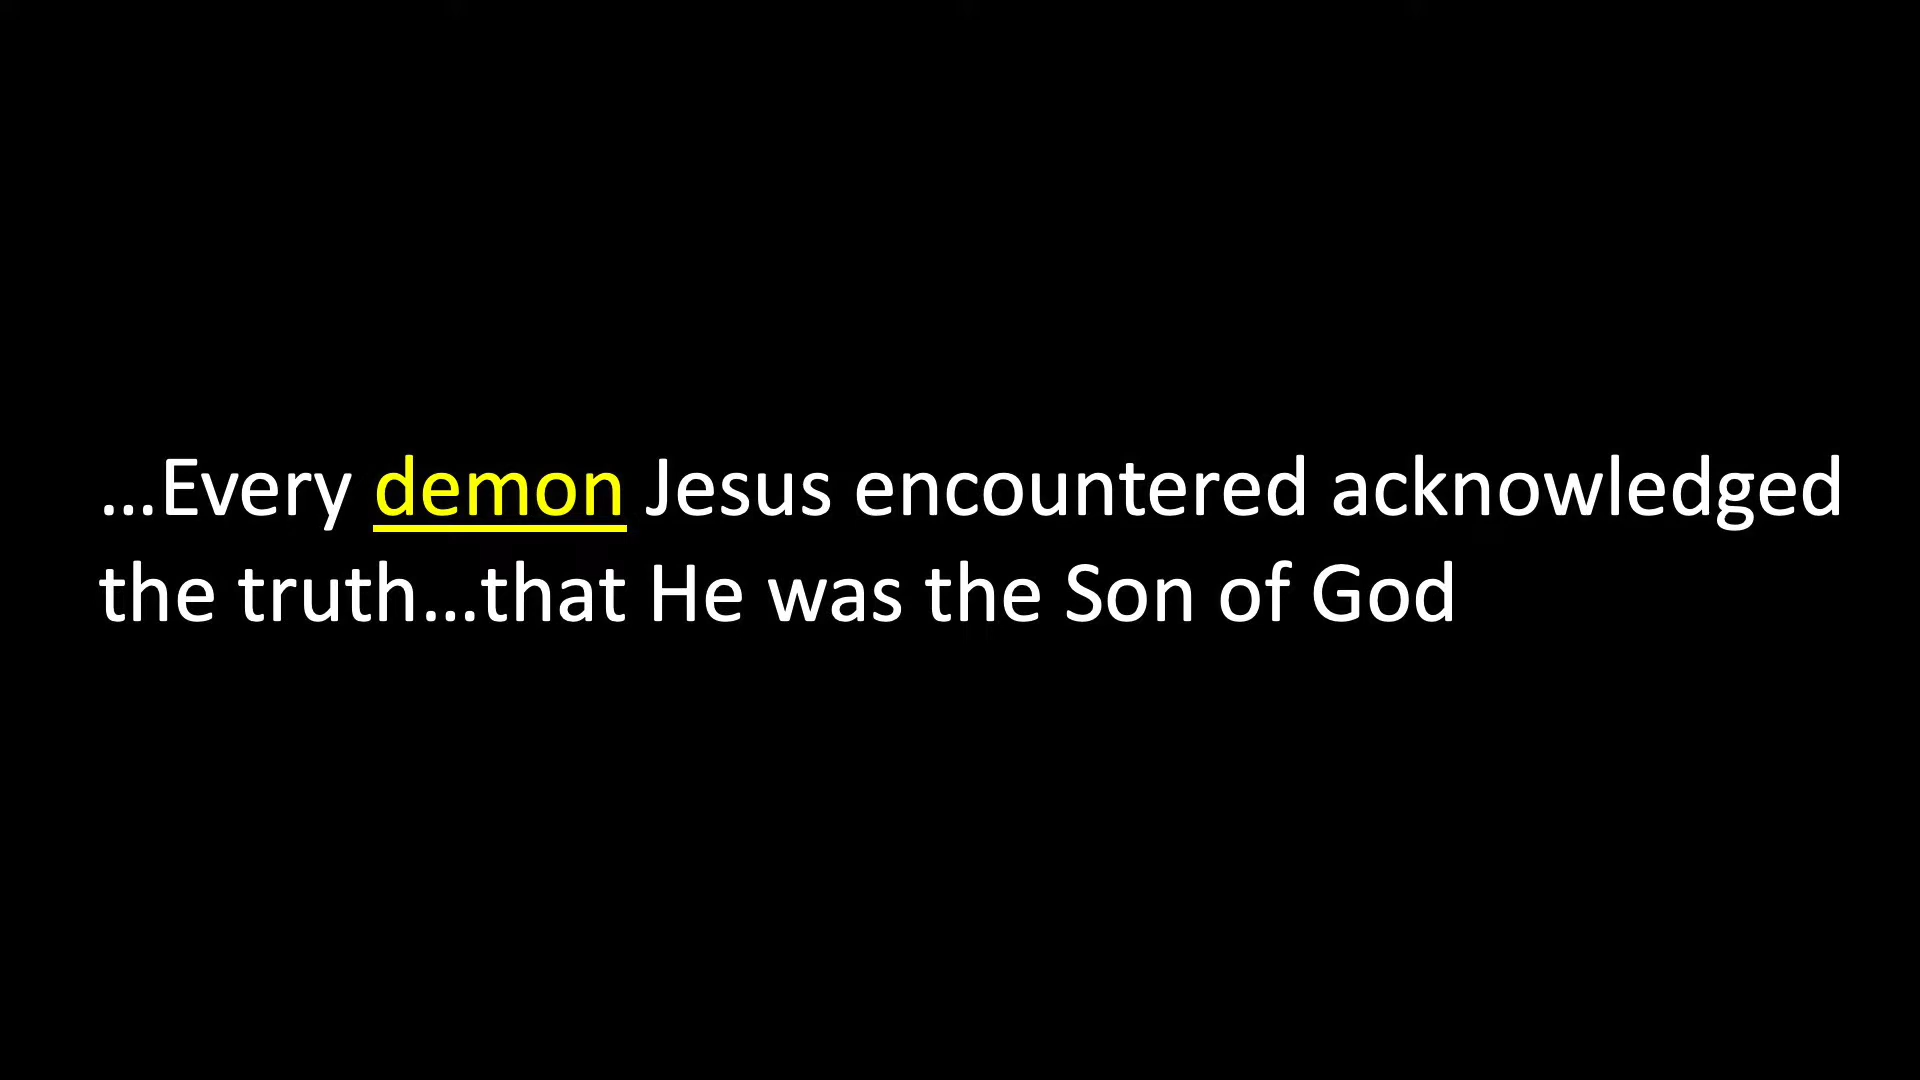 …Every demon Jesus encountered acknowledged
the truth…that He was the Son of God